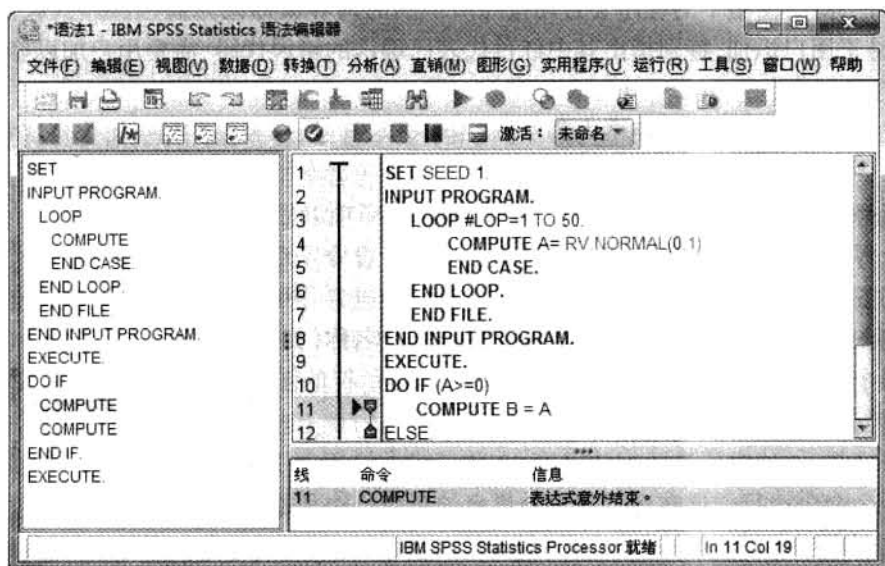 *语法1 - IBM SPSS Statistics 语法编辑器
文件(F) 编辑(E) 视图(V) 数据(D) 转换(T) 分析(A) 直销(M) 图形(G) 实用程序(U 运行(R) 工具(S) 窗口(W) 帮助
激活： 未命名
SET
INPUT PROGRAM.
LOOP
COMPUTE
END CASE.
END LOOP.
END FILE
END INPUT PROGRAM.
EXECUTE.
DO IF
COMPUTE
COMPUTE
END IF.
EXECUTE.
1 SET SEED 1.
2 INPUT PROGRAM.
3 LOOP #LOP=1 TO 50.
4 COMPUTE A= RV.NORMAL(0.1)
5 END CASE.
6 END LOOP.
7 END FILE.
8 END INPUT PROGRAM.
9 EXECUTE.
10 DO IF (A>=0)
11 COMPUTE B = A
12 ELSE
线 命令 信息
11 COMPUTE 表达式意外结束。
IBM SPSS Statistics Processor 就绪 In 11 Col 19